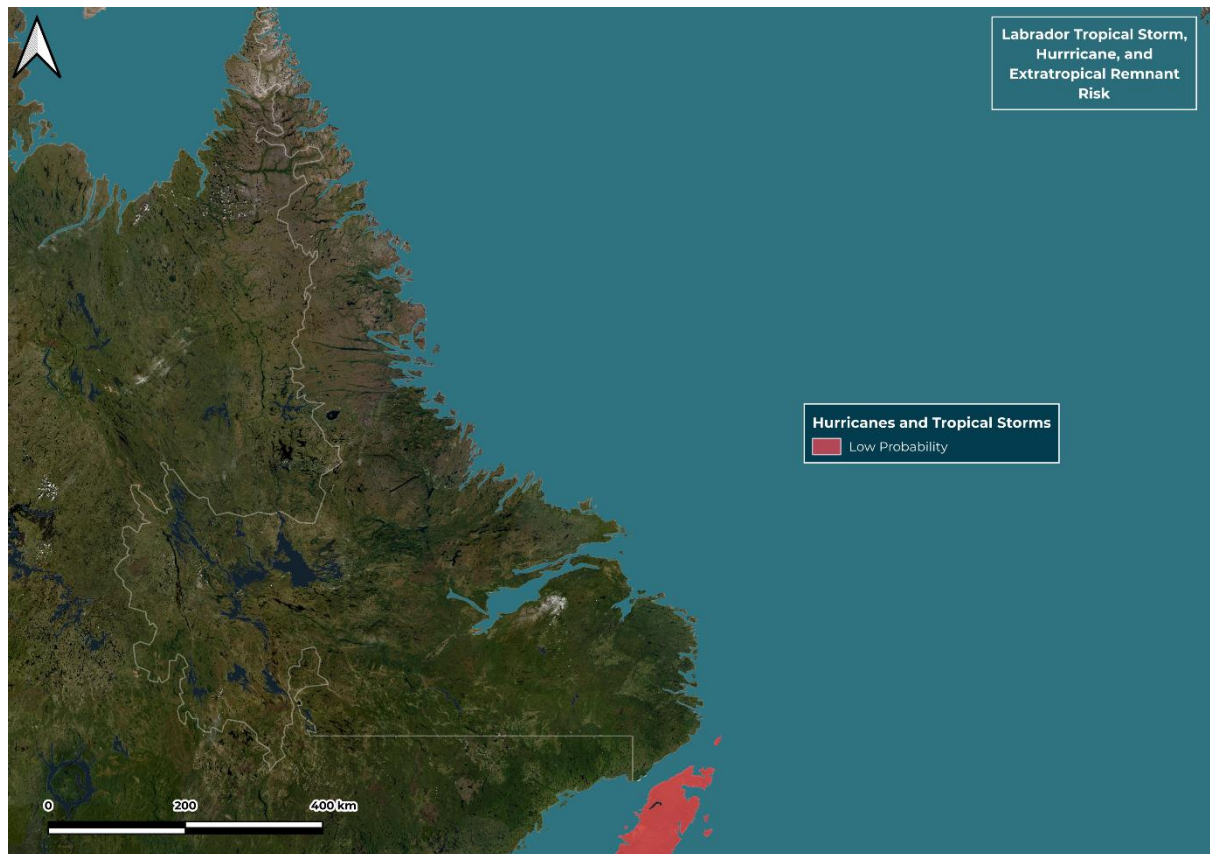 Labrador Tropical Storm,
Hurrricane, and
Extratropical Remnant
Risk
Hurricanes and Tropical Storms
Low Probability
0 200 400 km